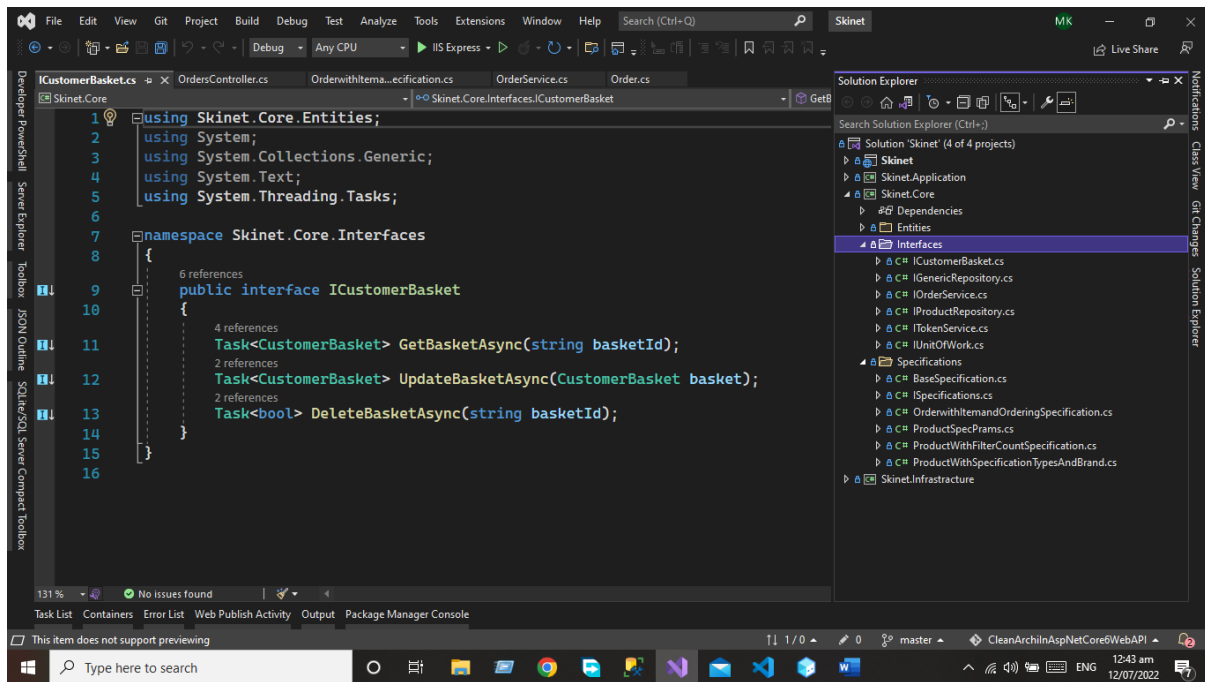 File Edit View Git Project Build Debug Test Analyze Tools Extensions Window Help Search (Ctrl+Q) Skinet MK
Debug Any CPU IIS Express Live Share
ICustomerBasket.cs OrdersController.cs OrderwithItema...ecification.cs OrderService.cs Order.cs
Skinet.Core Skinet.Core.Interfaces.ICustomerBasket GetB
1 using Skinet.Core.Entities;
2 using System;
3 using System.Collections.Generic;
4 using System.Text;
5 using System.Threading.Tasks;
6
7 namespace Skinet.Core.Interfaces
8 {
6 references
9 public interface ICustomerBasket
10 {
4 references
11 Task<CustomerBasket> GetBasketAsync(string basketId);
2 references
12 Task<CustomerBasket> UpdateBasketAsync(CustomerBasket basket);
2 references
13 Task<bool> DeleteBasketAsync(string basketId);
14 }
15 }
16
Developer PowerShell
Server Explorer
Toolbox
JSON Outline
SQLite/SQL Server Compact Toolbox
Solution Explorer
Search Solution Explorer (Ctrl+;)
Solution 'Skinet' (4 of 4 projects)
Skinet
Skinet.Application
C# Skinet.Core
Dependencies
Entities
Interfaces
C# ICustomerBasket.cs
C# IGenericRepository.cs
C# IOrderService.cs
C# IProductRepository.cs
C# ITokenService.cs
C# IUnitOfWork.cs
Specifications
C# BaseSpecification.cs
C# ISpecifications.cs
C# OrderwithItemandOrderingSpecification.cs
C# ProductSpecPrams.cs
C# ProductWithFilterCountSpecification.cs
C# ProductWithSpecificationTypesAndBrand.cs
Skinet.Infrastracture
Notifications
Class View
Git Changes
Solution Explorer
131 % No issues found
Task List Containers Error List Web Publish Activity Output Package Manager Console
This item does not support previewing 1 / 0 0 master CleanArchiInAspNetCore6WebAPI 2
Type here to search ENG 12:43 am
12/07/2022 7